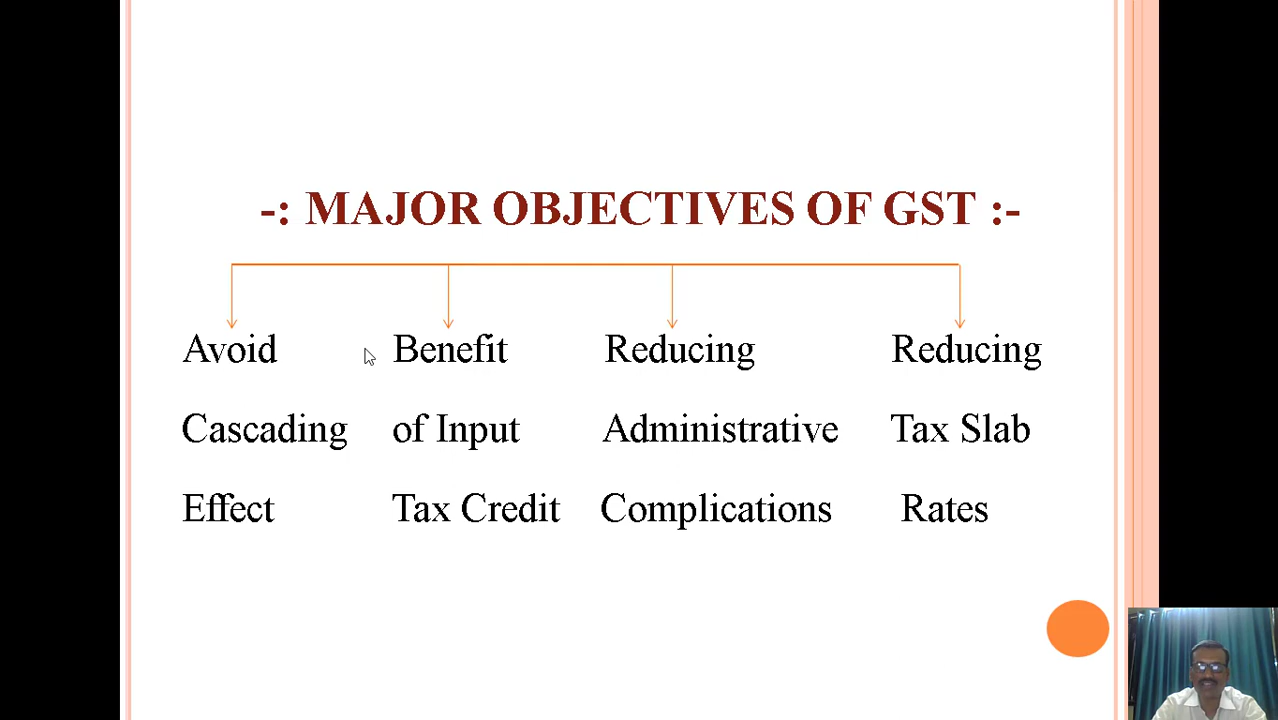 -: MAJOR OBJECTIVES OF GST :-
Avoid
Cascading
Effect
Benefit
of Input
Tax Credit
Reducing
Administrative
Complications
Reducing
Tax Slab
Rates